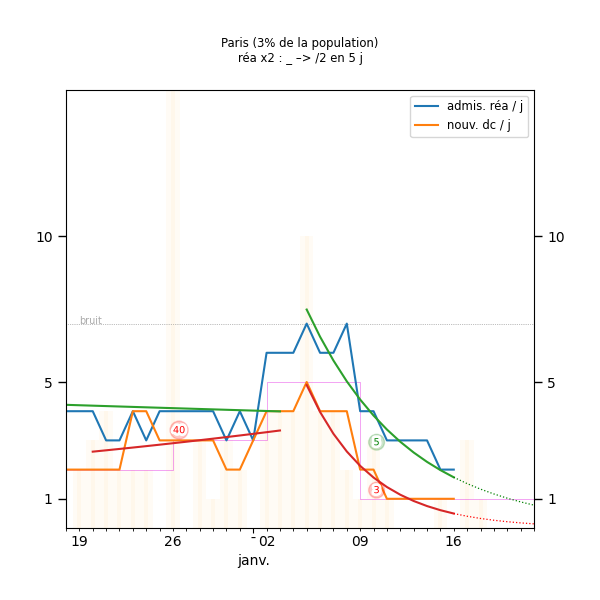 Paris (3% de la population)
réa x2 : _ –> /2 en 5 j
admis. réa / j
nouv. dc / j
10 10
bruit
5 5
40
5
3
1 1
19 26 02 09 16
janv.